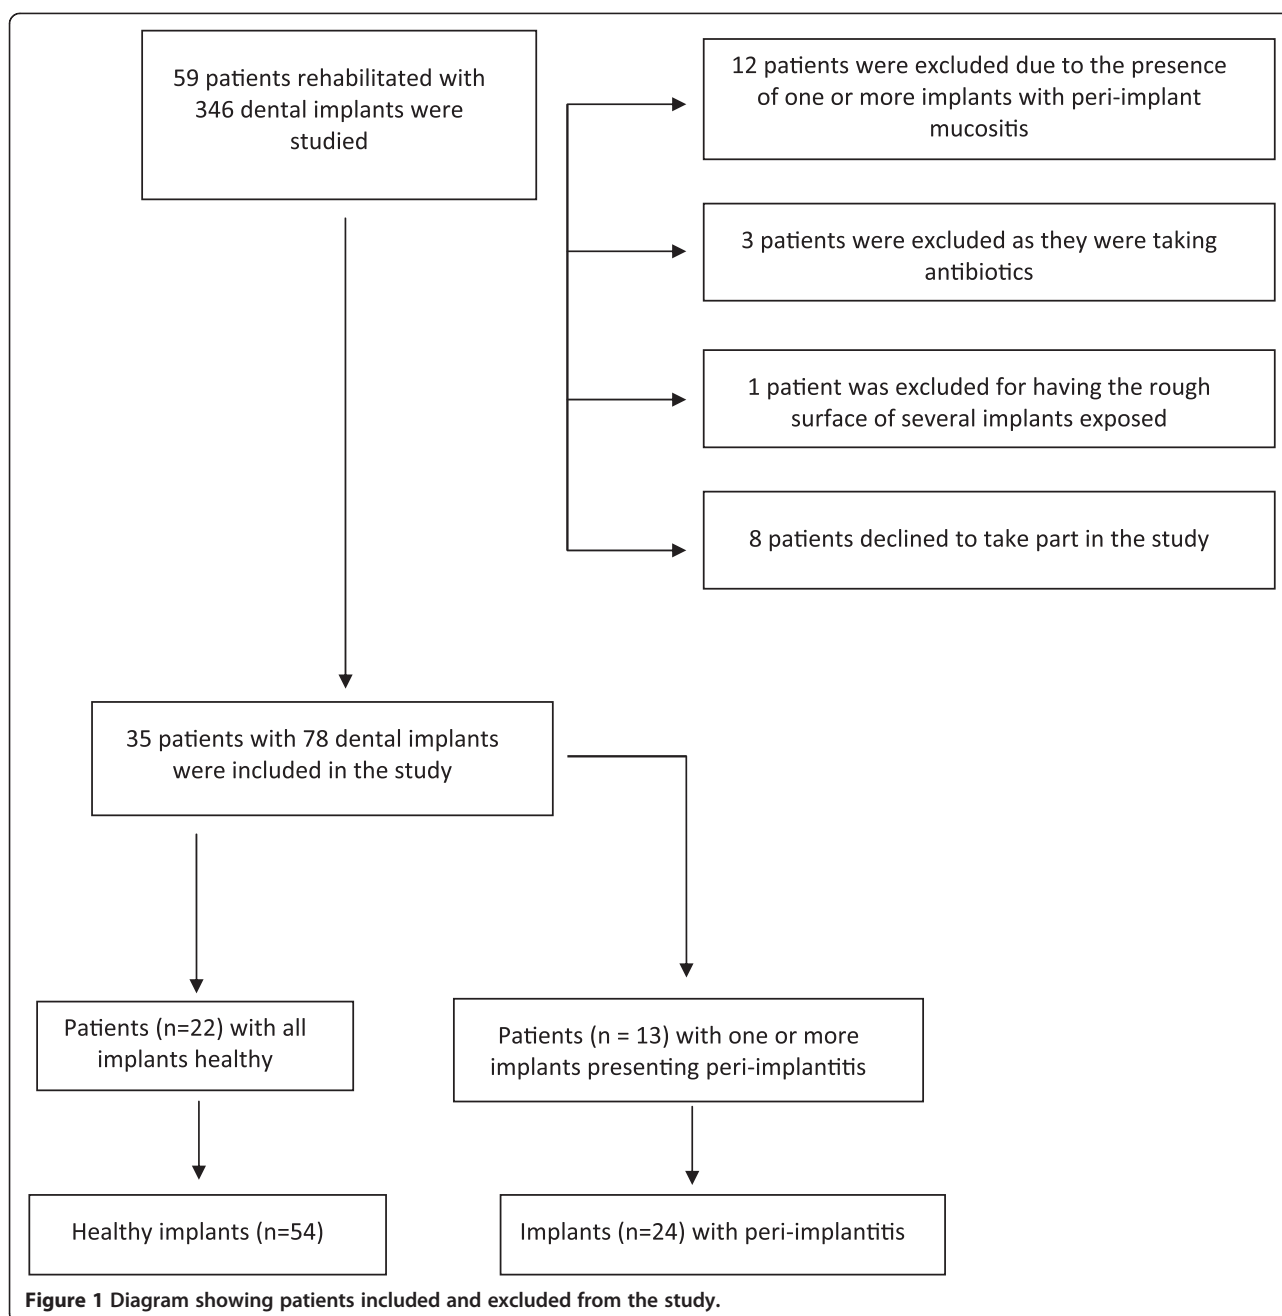 59 patients rehabilitated with
346 dental implants were
studied
12 patients were excluded due to the presence
of one or more implants with peri-implant
mucositis
3 patients were excluded as they were taking
antibiotics
1 patient was excluded for having the rough
surface of several implants exposed
8 patients declined to take part in the study
35 patients with 78 dental implants
were included in the study
Patients (n=22) with all
implants healthy
Patients (n = 13) with one or more
implants presenting peri-implantitis
Healthy implants (n=54)
Implants (n=24) with peri-implantitis
Figure 1 Diagram showing patients included and excluded from the study.